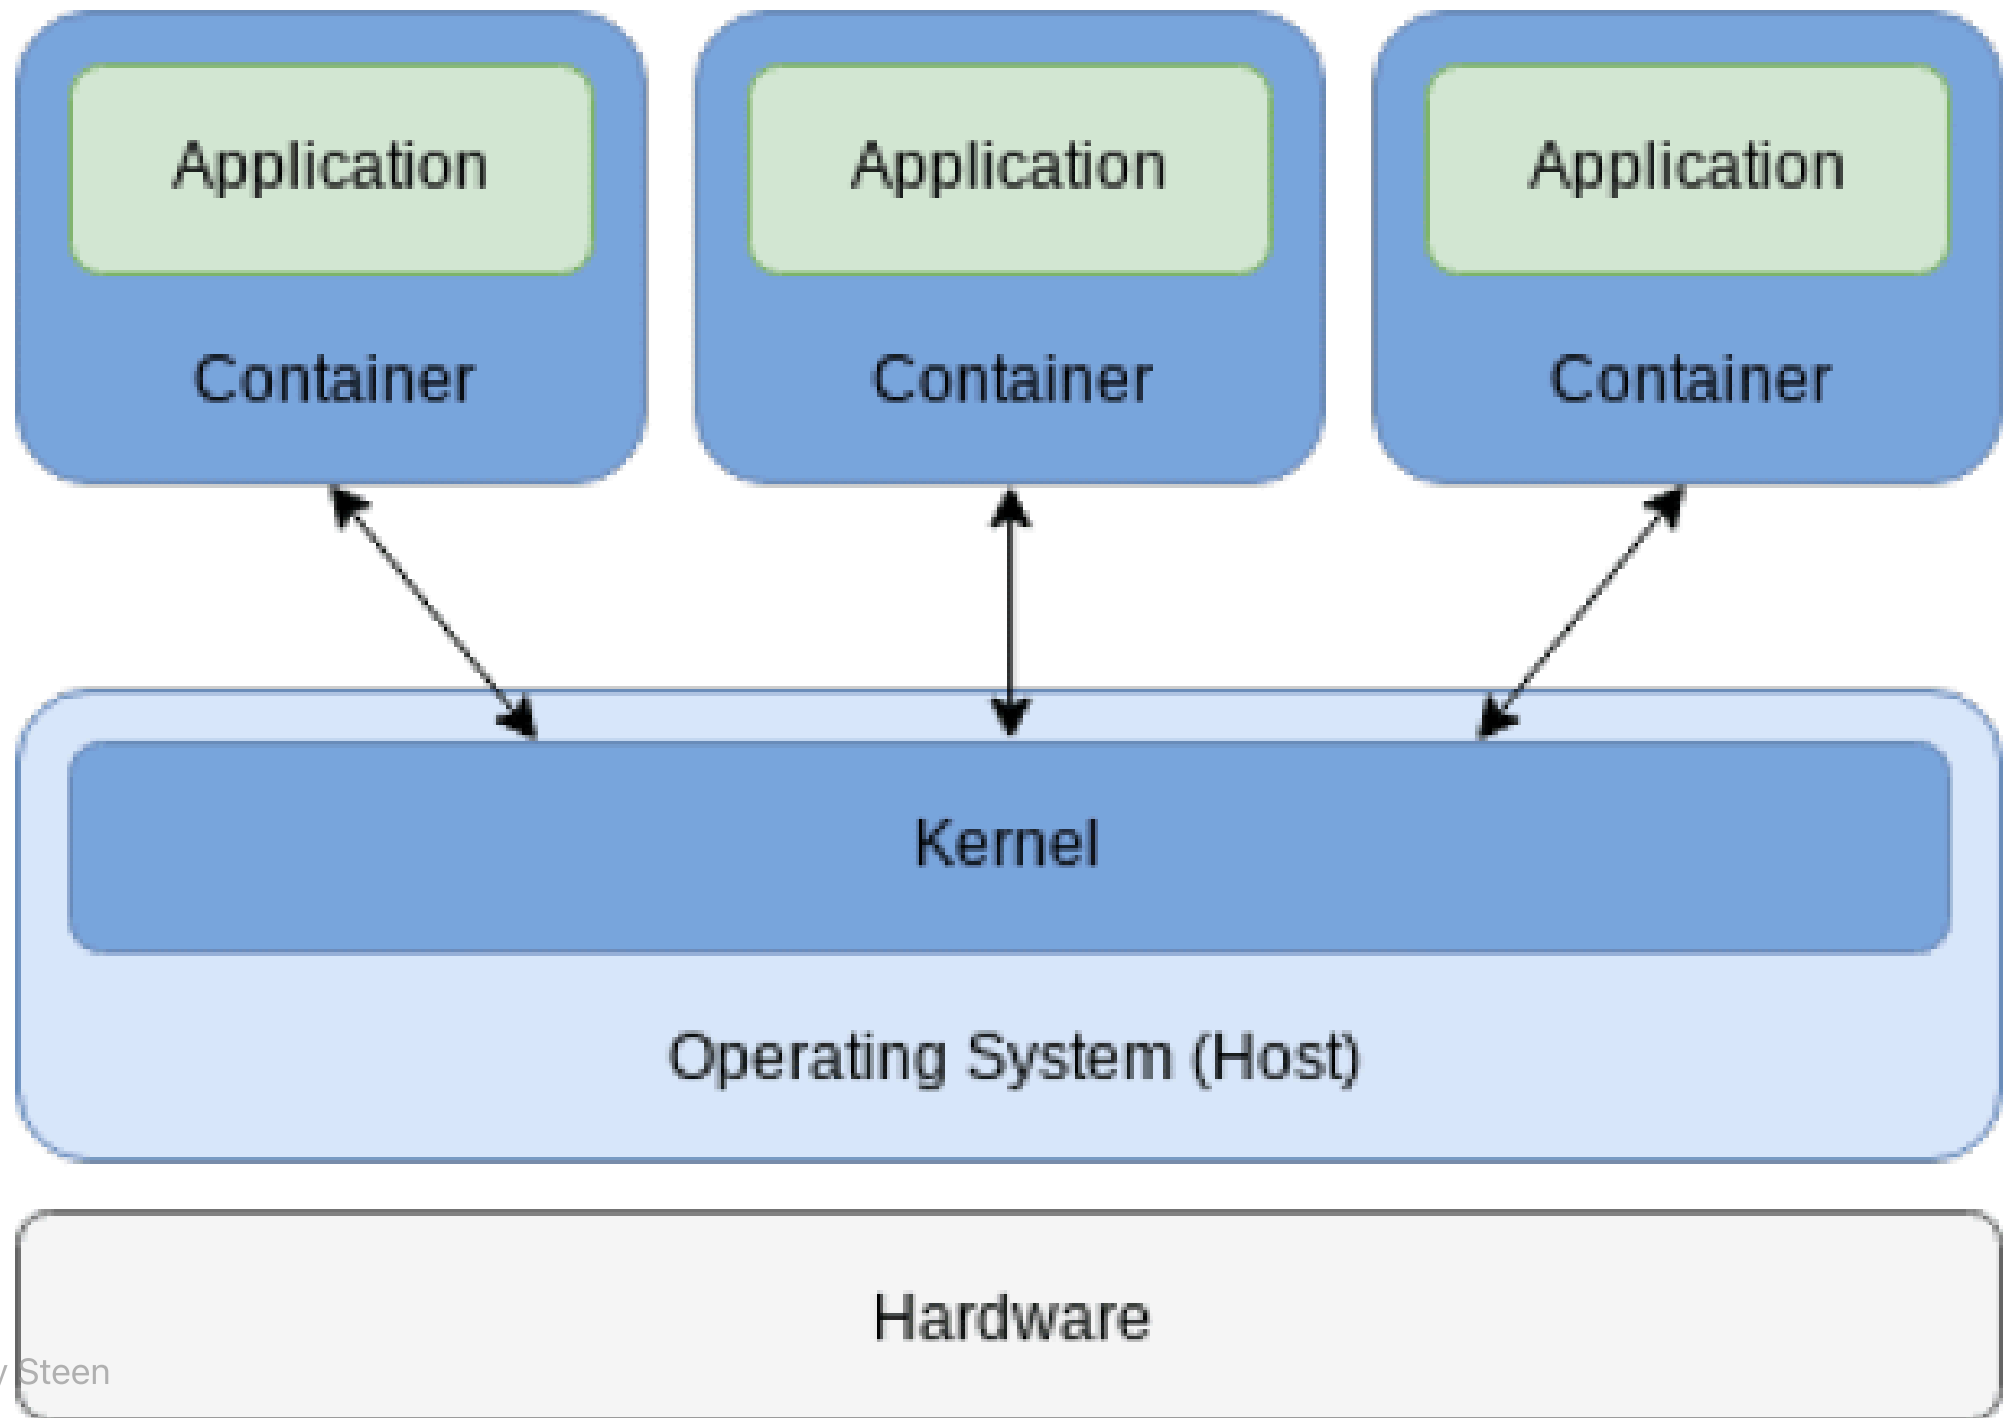 Application
Application
Application
Container
Container
Container
Kernel
Operating System (Host)
Hardware
Steen